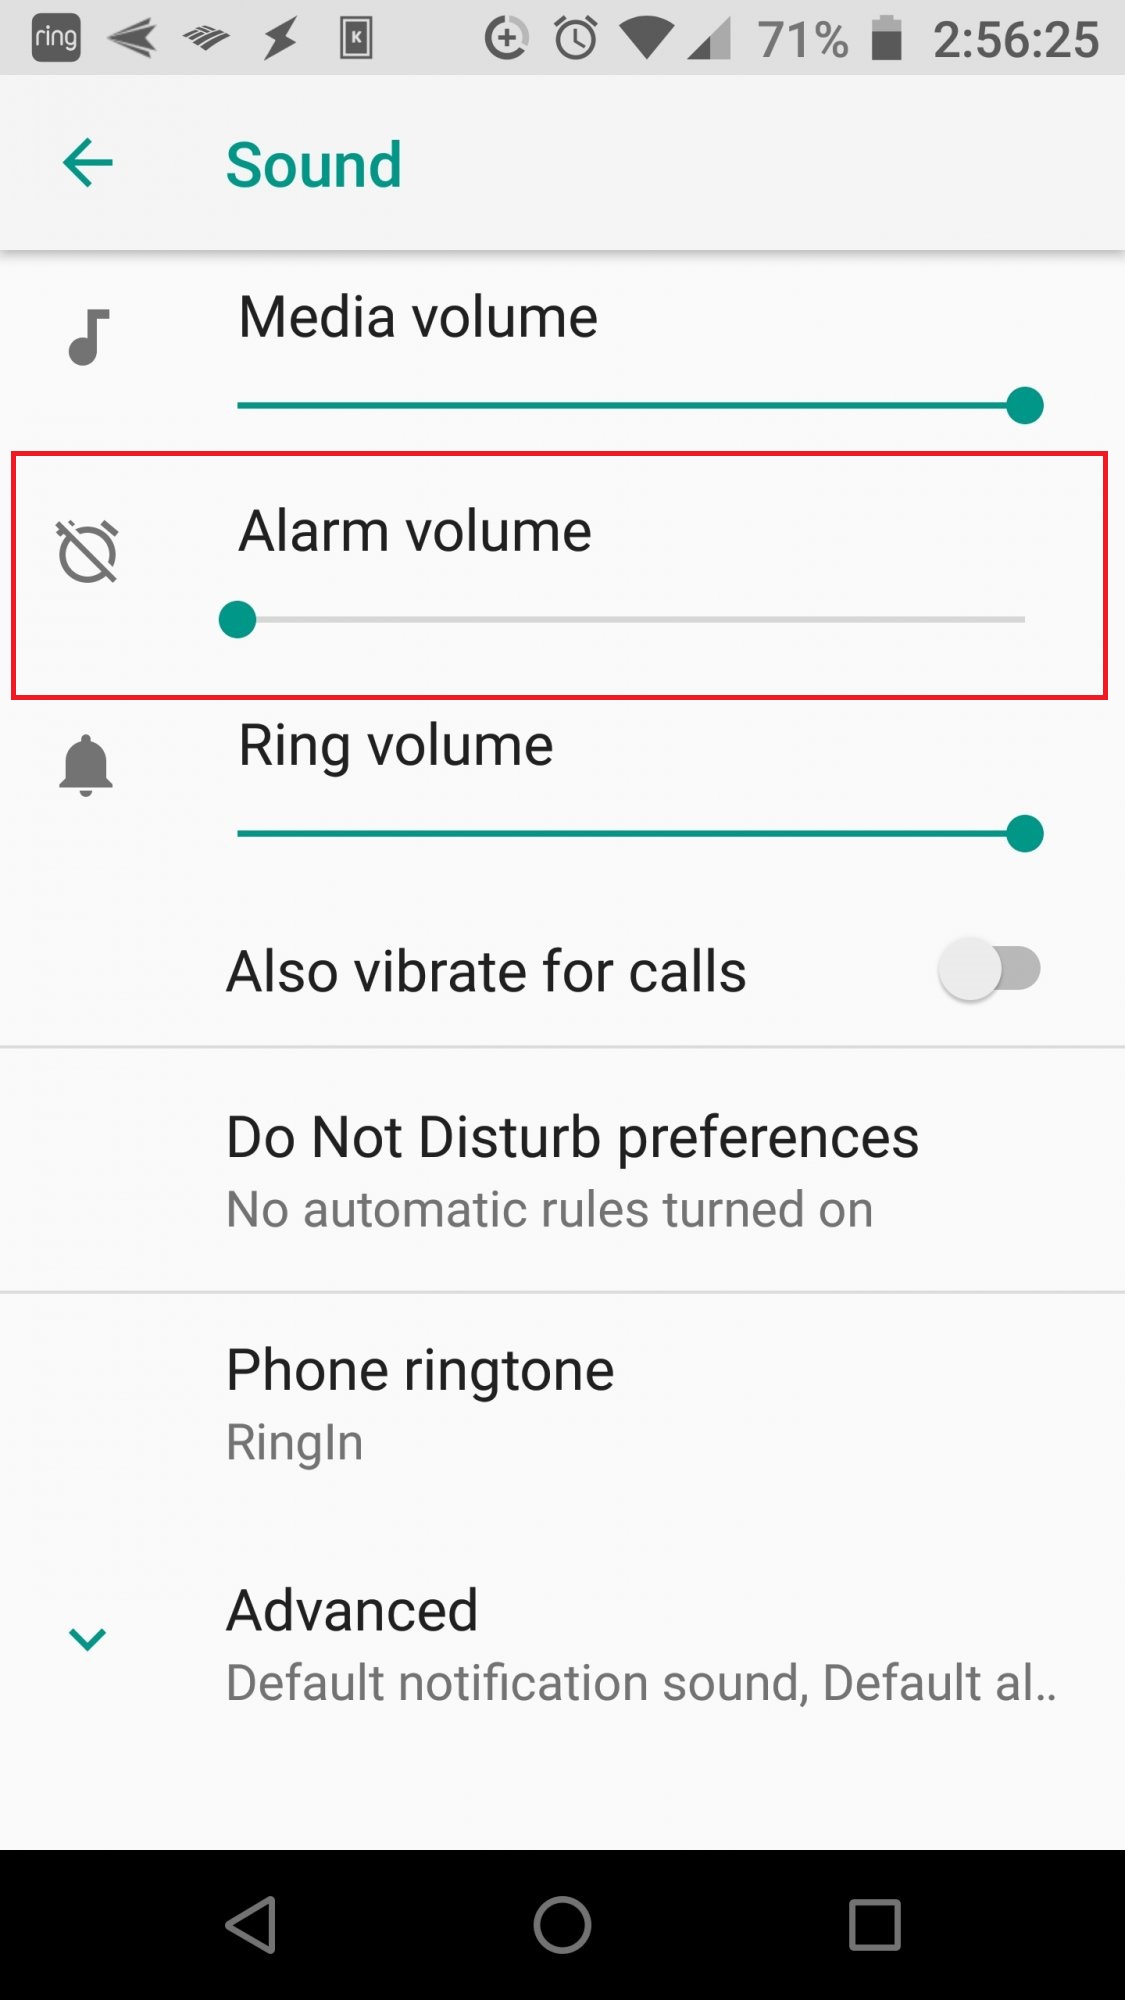 ring K 71% 2:56:25
Sound
Media volume
Alarm volume
Ring volume
Also vibrate for calls
Do Not Disturb preferences
No automatic rules turned on
Phone ringtone
RingIn
Advanced
Default notification sound, Default al..